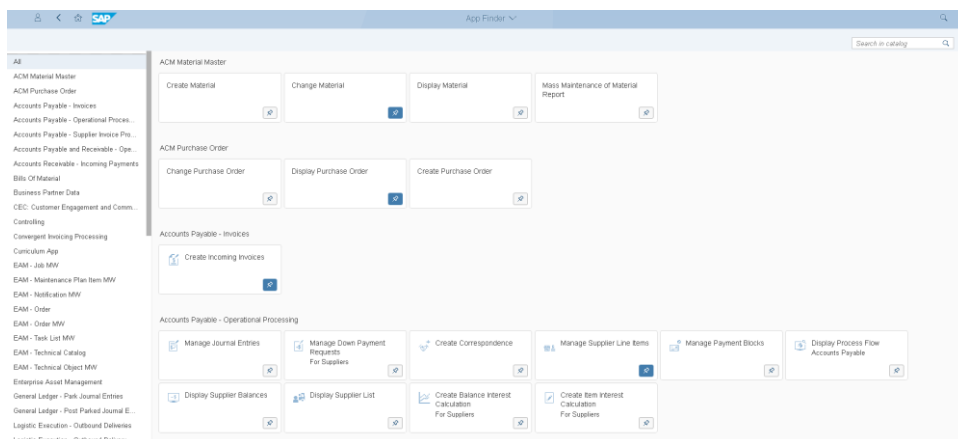 SAP
App Finder
Search in catalog
All
ACM Material Master
ACM Purchase Order
Accounts Payable - Invoices
Accounts Payable - Operational Proces...
Accounts Payable - Supplier Invoice Pro...
Accounts Payable and Receivable - Ope...
Accounts Receivable - Incoming Payments
Bills Of Material
Business Partner Data
CEC: Customer Engagement and Comm...
Controlling
Convergent Invoicing Processing
Curriculum App
EAM - Job MW
EAM - Maintenance Plan Item MW
EAM - Notification MW
EAM - Order
EAM - Order MW
EAM - Task List MW
EAM - Technical Catalog
EAM - Technical Object MW
Enterprise Asset Management
General Ledger - Park Journal Entries
General Ledger - Post Parked Journal E...
Logistic Execution - Outbound Deliveries
ACM Material Master
Create Material
Change Material
Display Material
Mass Maintenance of Material
Report
ACM Purchase Order
Change Purchase Order
Display Purchase Order
Create Purchase Order
Accounts Payable - Invoices
Create Incoming Invoices
Accounts Payable - Operational Processing
Manage Journal Entries
Manage Down Payment
Requests
For Suppliers
Create Correspondence
Manage Supplier Line Items
Manage Payment Blocks
Display Process Flow
Accounts Payable
Display Supplier Balances
Display Supplier List
Create Balance Interest
Calculation
For Suppliers
Create Item Interest
Calculation
For Suppliers